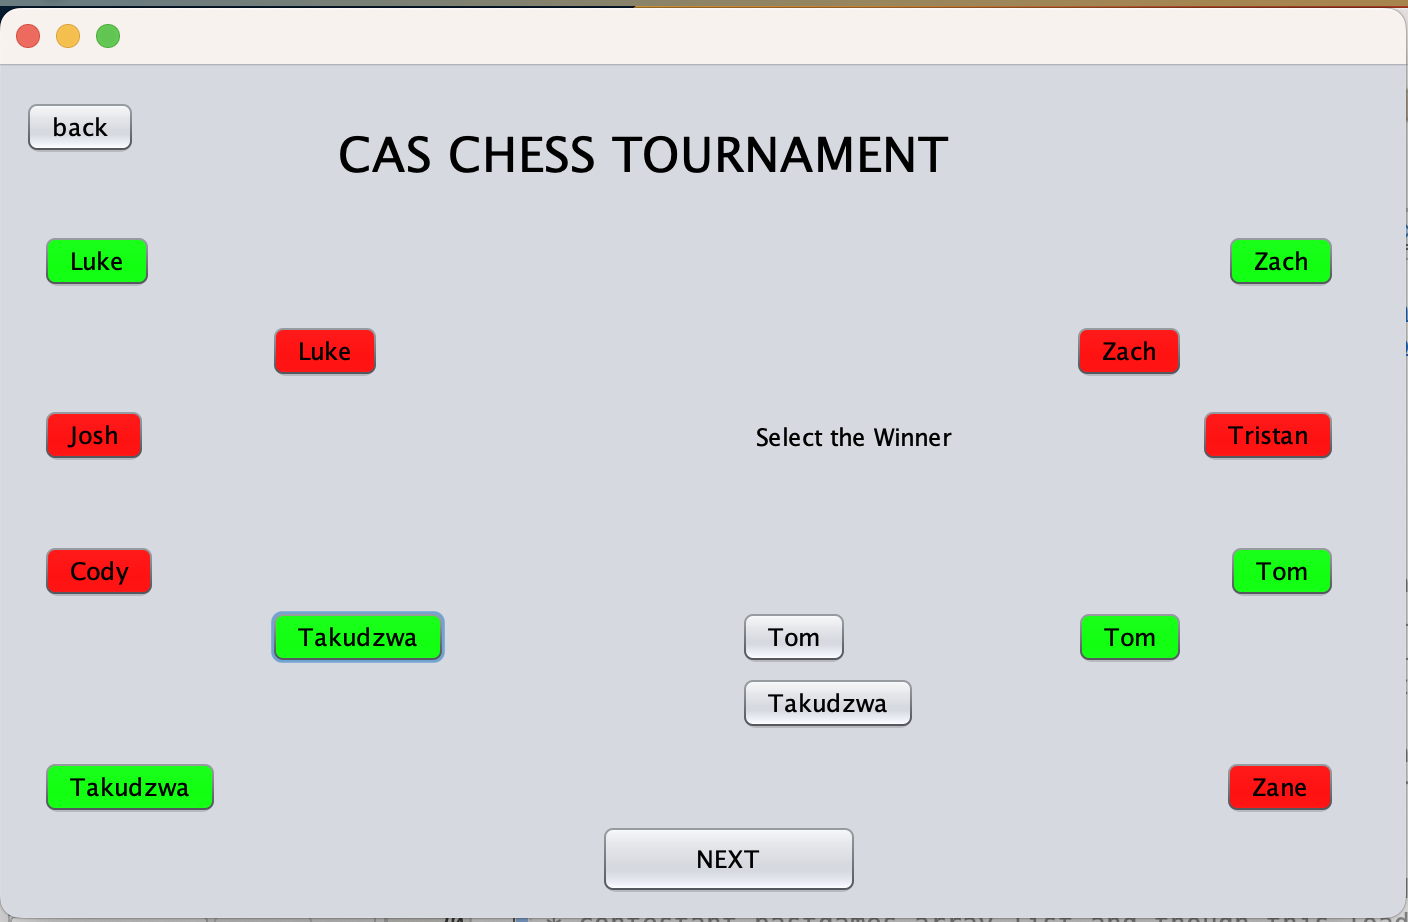 back
CAS CHESS TOURNAMENT
Luke
Zach
Luke
Zach
Josh
Select the Winner
Tristan
Cody
Tom
Takudzwa
Tom
Tom
Takudzwa
Takudzwa
Zane
NEXT